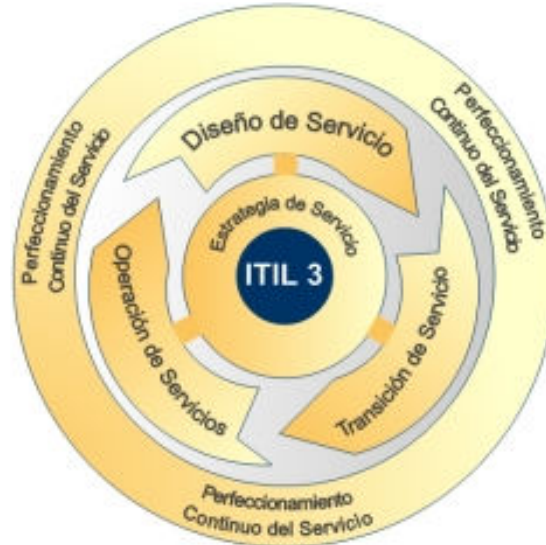 Perfeccionamiento
Continuo del Servicio
Perfeccionamiento
Continuo del Servicio
Diseño de Servicio
Estrategia de Servicio
ITIL 3
Operación de Servicios
Transición de Servicio
Perfeccionamiento
Continuo del Servicio